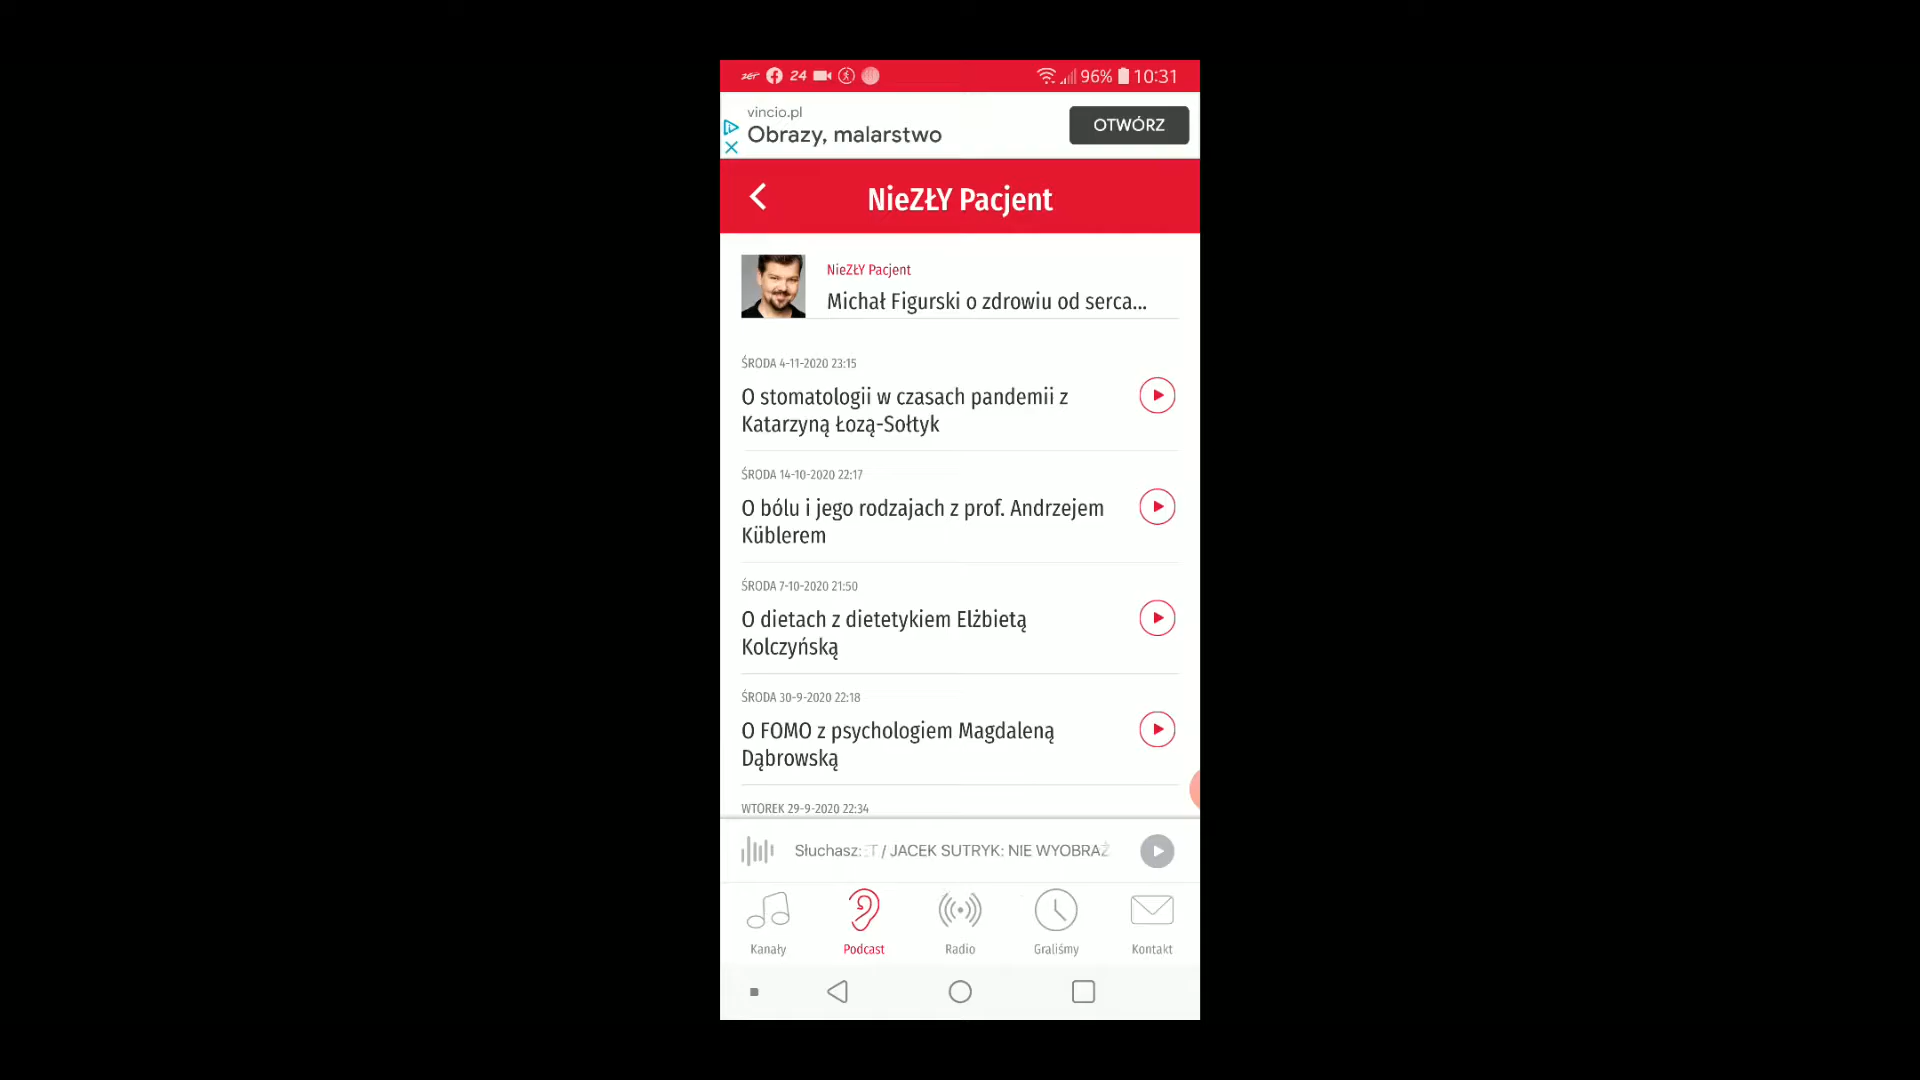 ZET 24 96% 10:31
vincio.pl
Obrazy, malarstwo
OTWÓRZ
NieZŁY Pacjent
NieZŁY Pacjent
Michał Figurski o zdrowiu od serca...
ŚRODA 4-11-2020 23:15
O stomatologii w czasach pandemii z
Katarzyną Łozą-Sołtyk
ŚRODA 14-10-2020 22:17
O bólu i jego rodzajach z prof. Andrzejem
Küblerem
ŚRODA 7-10-2020 21:50
O dietach z dietetykiem Elżbietą
Kolczyńską
ŚRODA 30-9-2020 22:18
O FOMO z psychologiem Magdaleną
Dąbrowską
WTOREK 29-9-2020 22:34
Słuchasz: T / JACEK SUTRYK: NIE WYOBRAŻ
Kanały
Podcast
Radio
Graliśmy
Kontakt